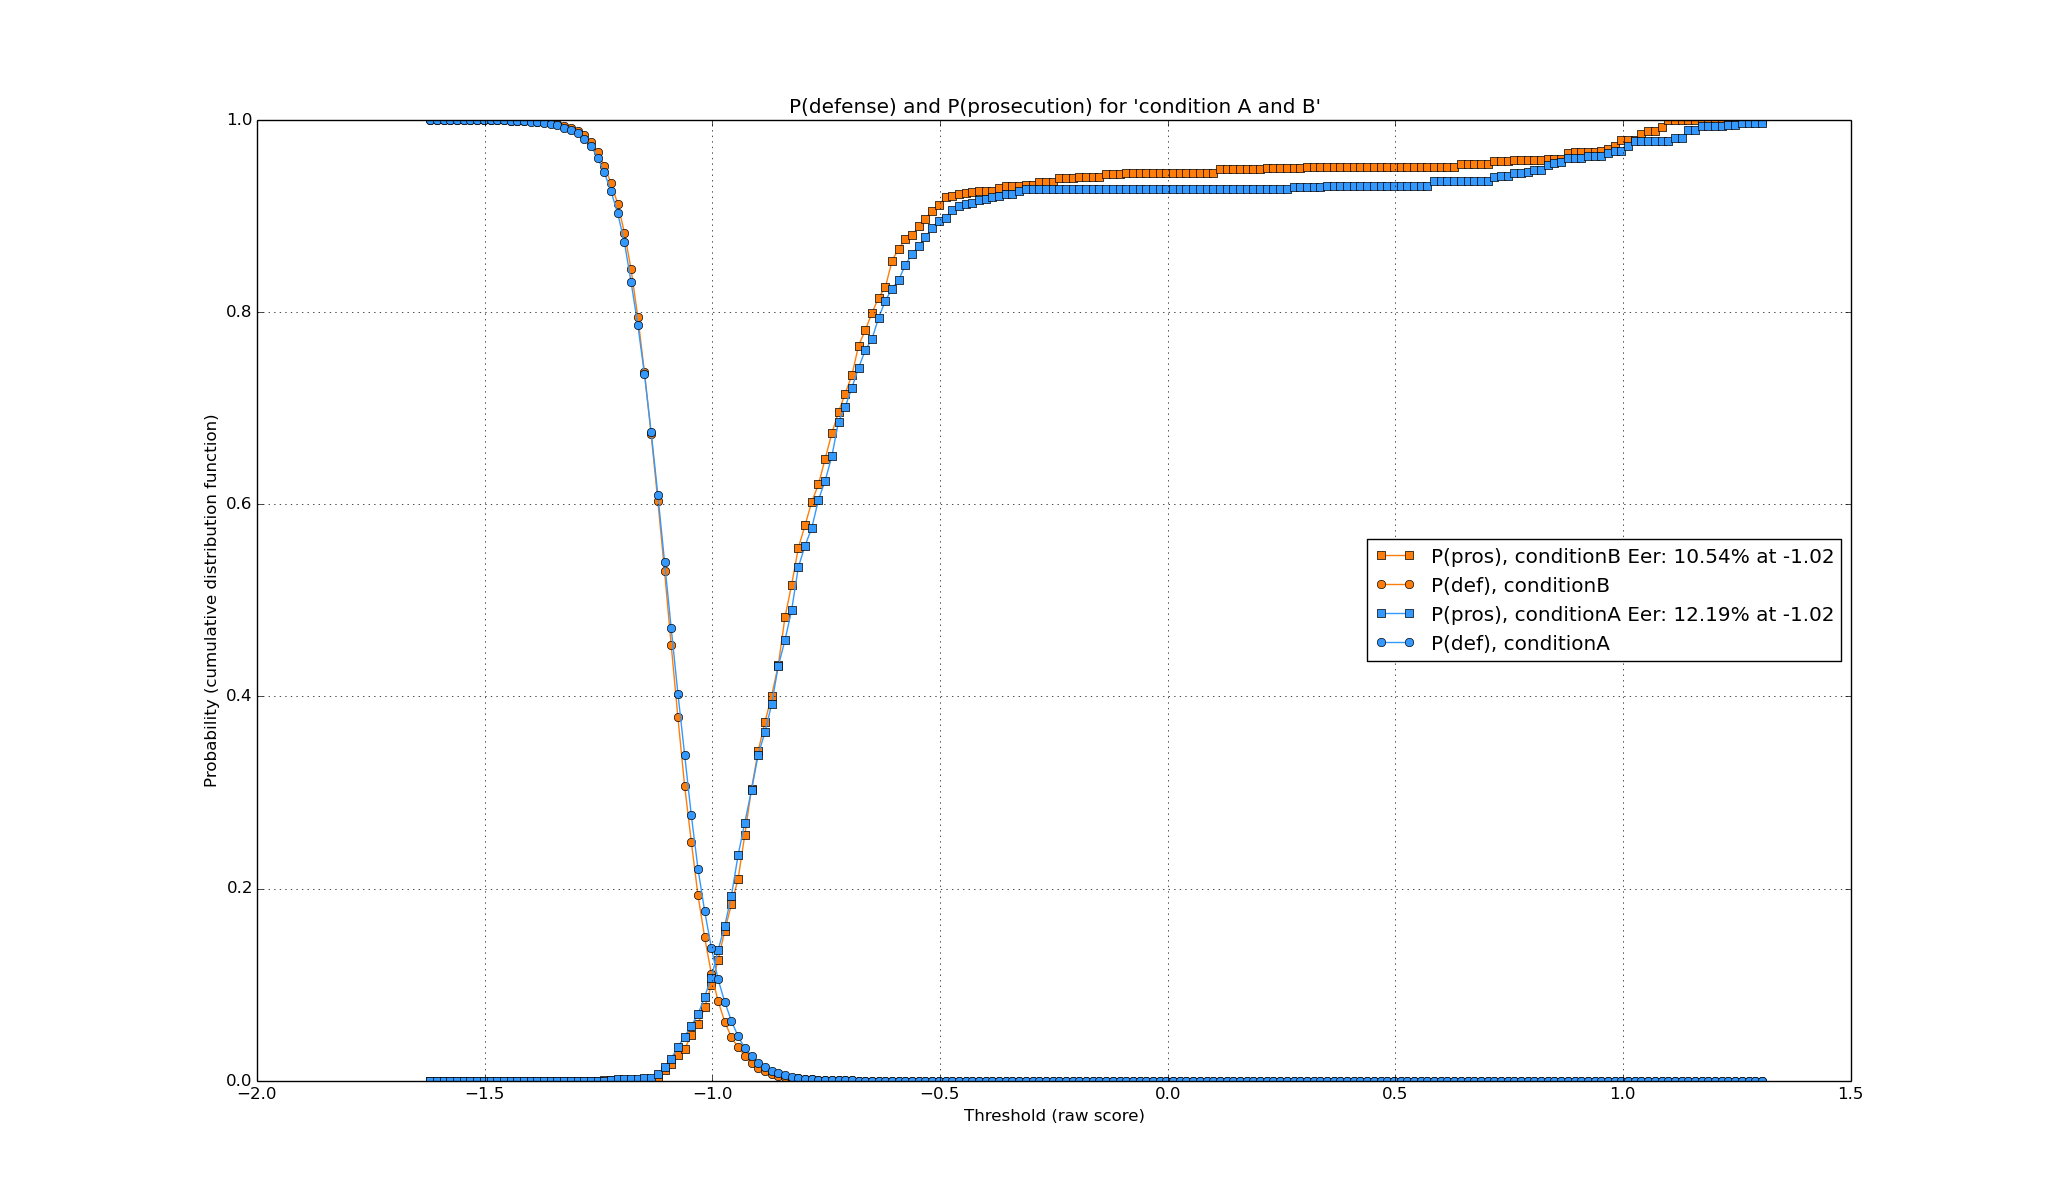 P(defense) and P(prosecution) for 'condition A and B'
1.0
0.8
0.6
0.4
0.2
0.0
Probability (cumulative distribution function)
P(pros), conditionB Eer: 10.54% at -1.02
P(def), conditionB
P(pros), conditionA Eer: 12.19% at -1.02
P(def), conditionA
−2.0 −1.5 −1.0 −0.5 0.0 0.5 1.0 1.5
Threshold (raw score)